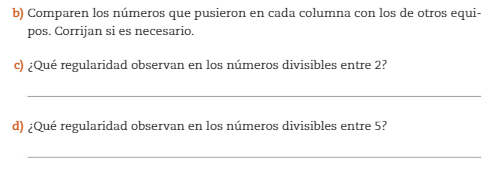 b) Comparen los números que pusieron en cada columna con los de otros equi-
pos. Corrijan si es necesario.
c) ¿Qué regularidad observan en los números divisibles entre 2?
d) ¿Qué regularidad observan en los números divisibles entre 5?